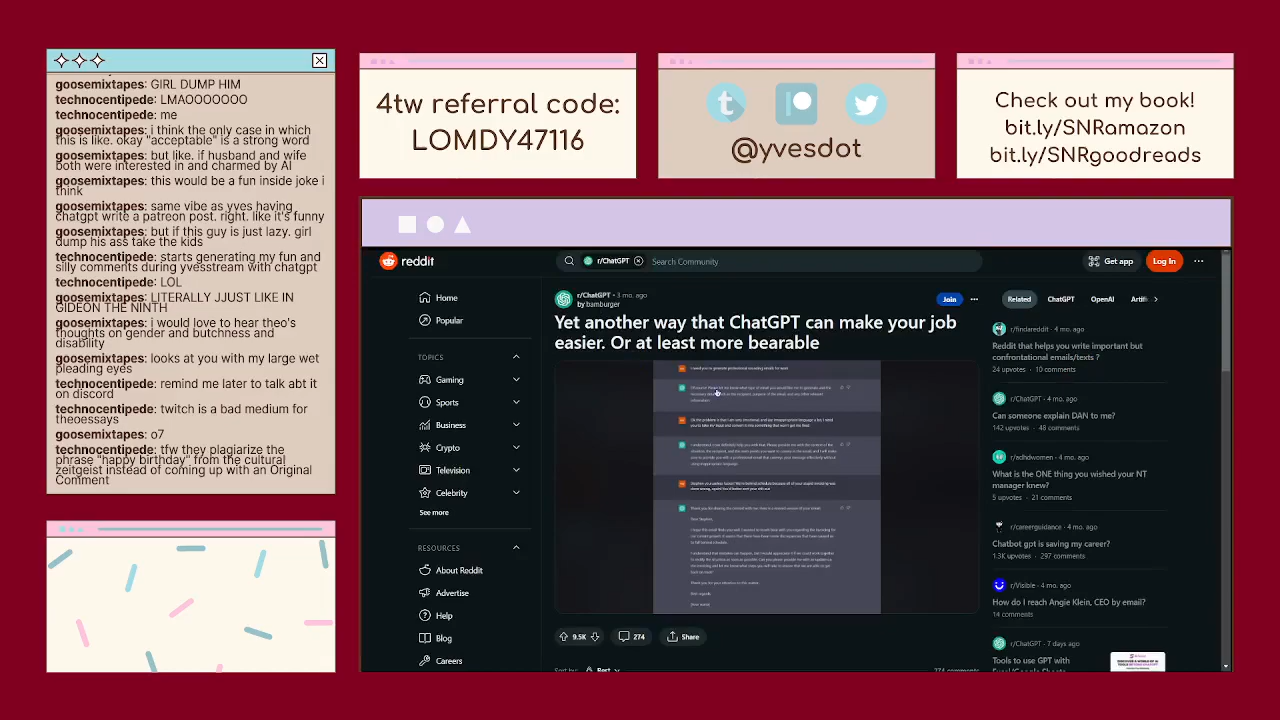 goosemixtapes: GIRL DUMP HIM
technocentipede: LMAOOOOOOO
technocentipede: me
goosemixtapes: i think the only case in which
this is like. okay "acceptable" is a strong word
goosemixtapes: but like. if husband and wife
both were interested in and charmed by AI
goosemixtapes: this would be a fun inside joke i
think
goosemixtapes: same vibe as yves having
chatgpt write a patreon post. right. like it's funny
goosemixtapes: but if this guy is just lazy. girl
dump his ass take the kids
technocentipede: starts generating my fun and
silly comments during yvesstream with chatgpt
technocentipede: LOL
goosemixtapes: LITERALLY JJUST LIKE IN
GIDEON THE NINTH
goosemixtapes: i would love to hear theo's
thoughts on gender and butchness and
disability
goosemixtapes: looks at you with my large wet
pleading eyes
technocentipede: remind me later to talk abt it
on discord
technocentipede: twitch is a bad medium for
theoessays
goosemixtapes: o7
zenn instead of coming up with an Original
Comment
4tw referral code:
LOMDY47116
@yvesdot
Check out my book!
bit.ly/SNRamazon
bit.ly/SNRgoodreads
reddit
r/ChatGPT
Search Community
Get app
Log In
Home
Popular
TOPICS
Gaming
Sports
Business
Crypto
Television
Celebrity
See more
RESOURCES
About Reddit
Advertise
Help
Blog
Careers
r/ChatGPT • 3 mo. ago
by bamburger
Join
Yet another way that ChatGPT can make your job
easier. Or at least more bearable
9.5K
274
Share
Sort by: Best
274 comments
Related
ChatGPT
OpenAI
r/findareddit • 4 mo. ago
Reddit that helps you write important but
confrontational emails/texts ?
24 upvotes · 10 comments
r/ChatGPT • 4 mo. ago
Can someone explain DAN to me?
142 upvotes · 48 comments
r/adhdwomen • 4 mo. ago
What is the ONE thing you wished your NT
manager knew?
5 upvotes · 21 comments
r/careerguidance • 4 mo. ago
Chatbot gpt is saving my career?
1.3K upvotes · 297 comments
r/Visible • 4 mo. ago
How do I reach Angie Klein, CEO by email?
14 comments
r/ChatGPT • 7 days ago
Tools to use GPT with
Excel/Google Sheets